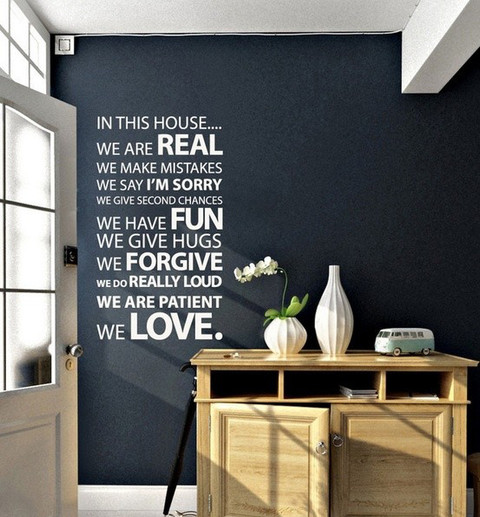 IN THIS HOUSE....
WE ARE REAL
WE MAKE MISTAKES
WE SAY I'M SORRY
WE GIVE SECOND CHANCES
WE HAVE FUN
WE GIVE HUGS
WE FORGIVE
WE DO REALLY LOUD
WE ARE PATIENT
WE LOVE.